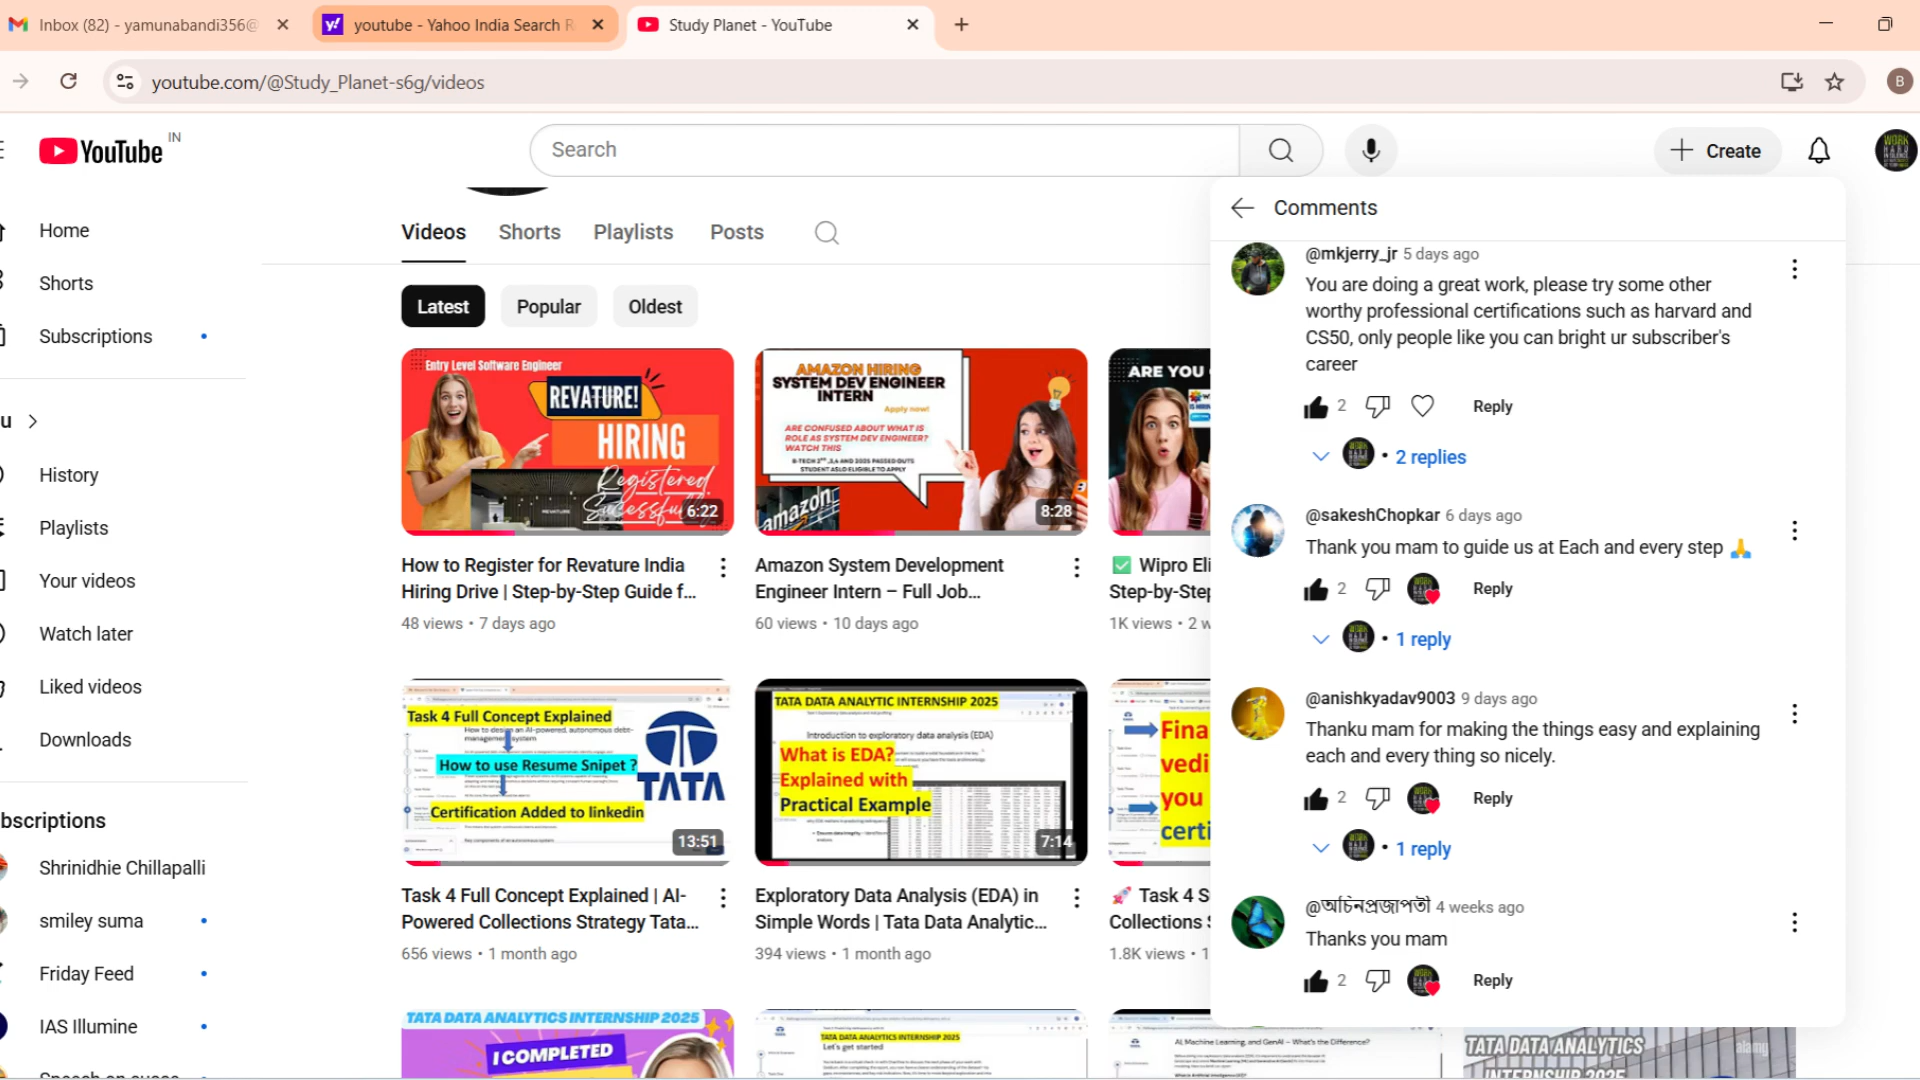 Inbox (82) - yamunabandi356@
youtube - Yahoo India Search R
Study Planet - YouTube
youtube.com/@Study_Planet-s6g/videos
B
YouTube IN
Search
Create
Home
Shorts
Subscriptions
u
History
Playlists
Your videos
Watch later
Liked videos
Downloads
bscriptions
Shrinidhie Chillapalli
smiley suma
Friday Feed
IAS Illumine
Videos Shorts Playlists Posts
Latest Popular Oldest
Entry Level Software Engineer
REVATURE!
HIRING
Registered
Sucessfully
REVATURE
6:22
How to Register for Revature India
Hiring Drive | Step-by-Step Guide f...
48 views • 7 days ago
AMAZON HIRING
SYSTEM DEV ENGINEER
INTERN
Apply now!
ARE CONFUSED ABOUT WHAT IS
ROLE AS SYSTEM DEV ENGINEER?
WATCH THIS
B-TECH 2ND ,3,4 AND 2025 PASSED OUTS
STUDENT ASLO ELIGIBLE TO APPLY
amazon
8:28
Amazon System Development
Engineer Intern – Full Job...
60 views • 10 days ago
ARE YOU
Wipro Eli
Step-by-Step
1K views • 2 w
Task 4 Full Concept Explained
How to design an AI-powered, autonomous debt-
management system
How to use Resume Snipet ?
Certification Added to linkedin
TATA
13:51
Task 4 Full Concept Explained | AI-
Powered Collections Strategy Tata...
656 views • 1 month ago
TATA DATA ANALYTIC INTERNSHIP 2025
Introduction to exploratory data analysis (EDA)
What is EDA?
Explained with
Practical Example
7:14
Exploratory Data Analysis (EDA) in
Simple Words | Tata Data Analytic...
394 views • 1 month ago
Fina
vedi
you
certi
Task 4 S
Collections S
1.8K views • 1
TATA DATA ANALYTICS INTERNSHIP 2025
I COMPLETED
TATA DATA ANALYTICS INTERNSHIP 2025
Let's get started
AI, Machine Learning, and GenAI – What's the Difference?
TATA DATA ANALYTICS
INTERNSHIP 2025
alamy
Comments
@mkjerry_jr 5 days ago
You are doing a great work, please try some other
worthy professional certifications such as harvard and
CS50, only people like you can bright ur subscriber's
career
2 Reply
• 2 replies
@sakeshChopkar 6 days ago
Thank you mam to guide us at Each and every step 🙏
2 Reply
• 1 reply
@anishkyadav9003 9 days ago
Thanku mam for making the things easy and explaining
each and every thing so nicely.
2 Reply
• 1 reply
@অচিনপ্রজাপতী 4 weeks ago
Thanks you mam
2 Reply